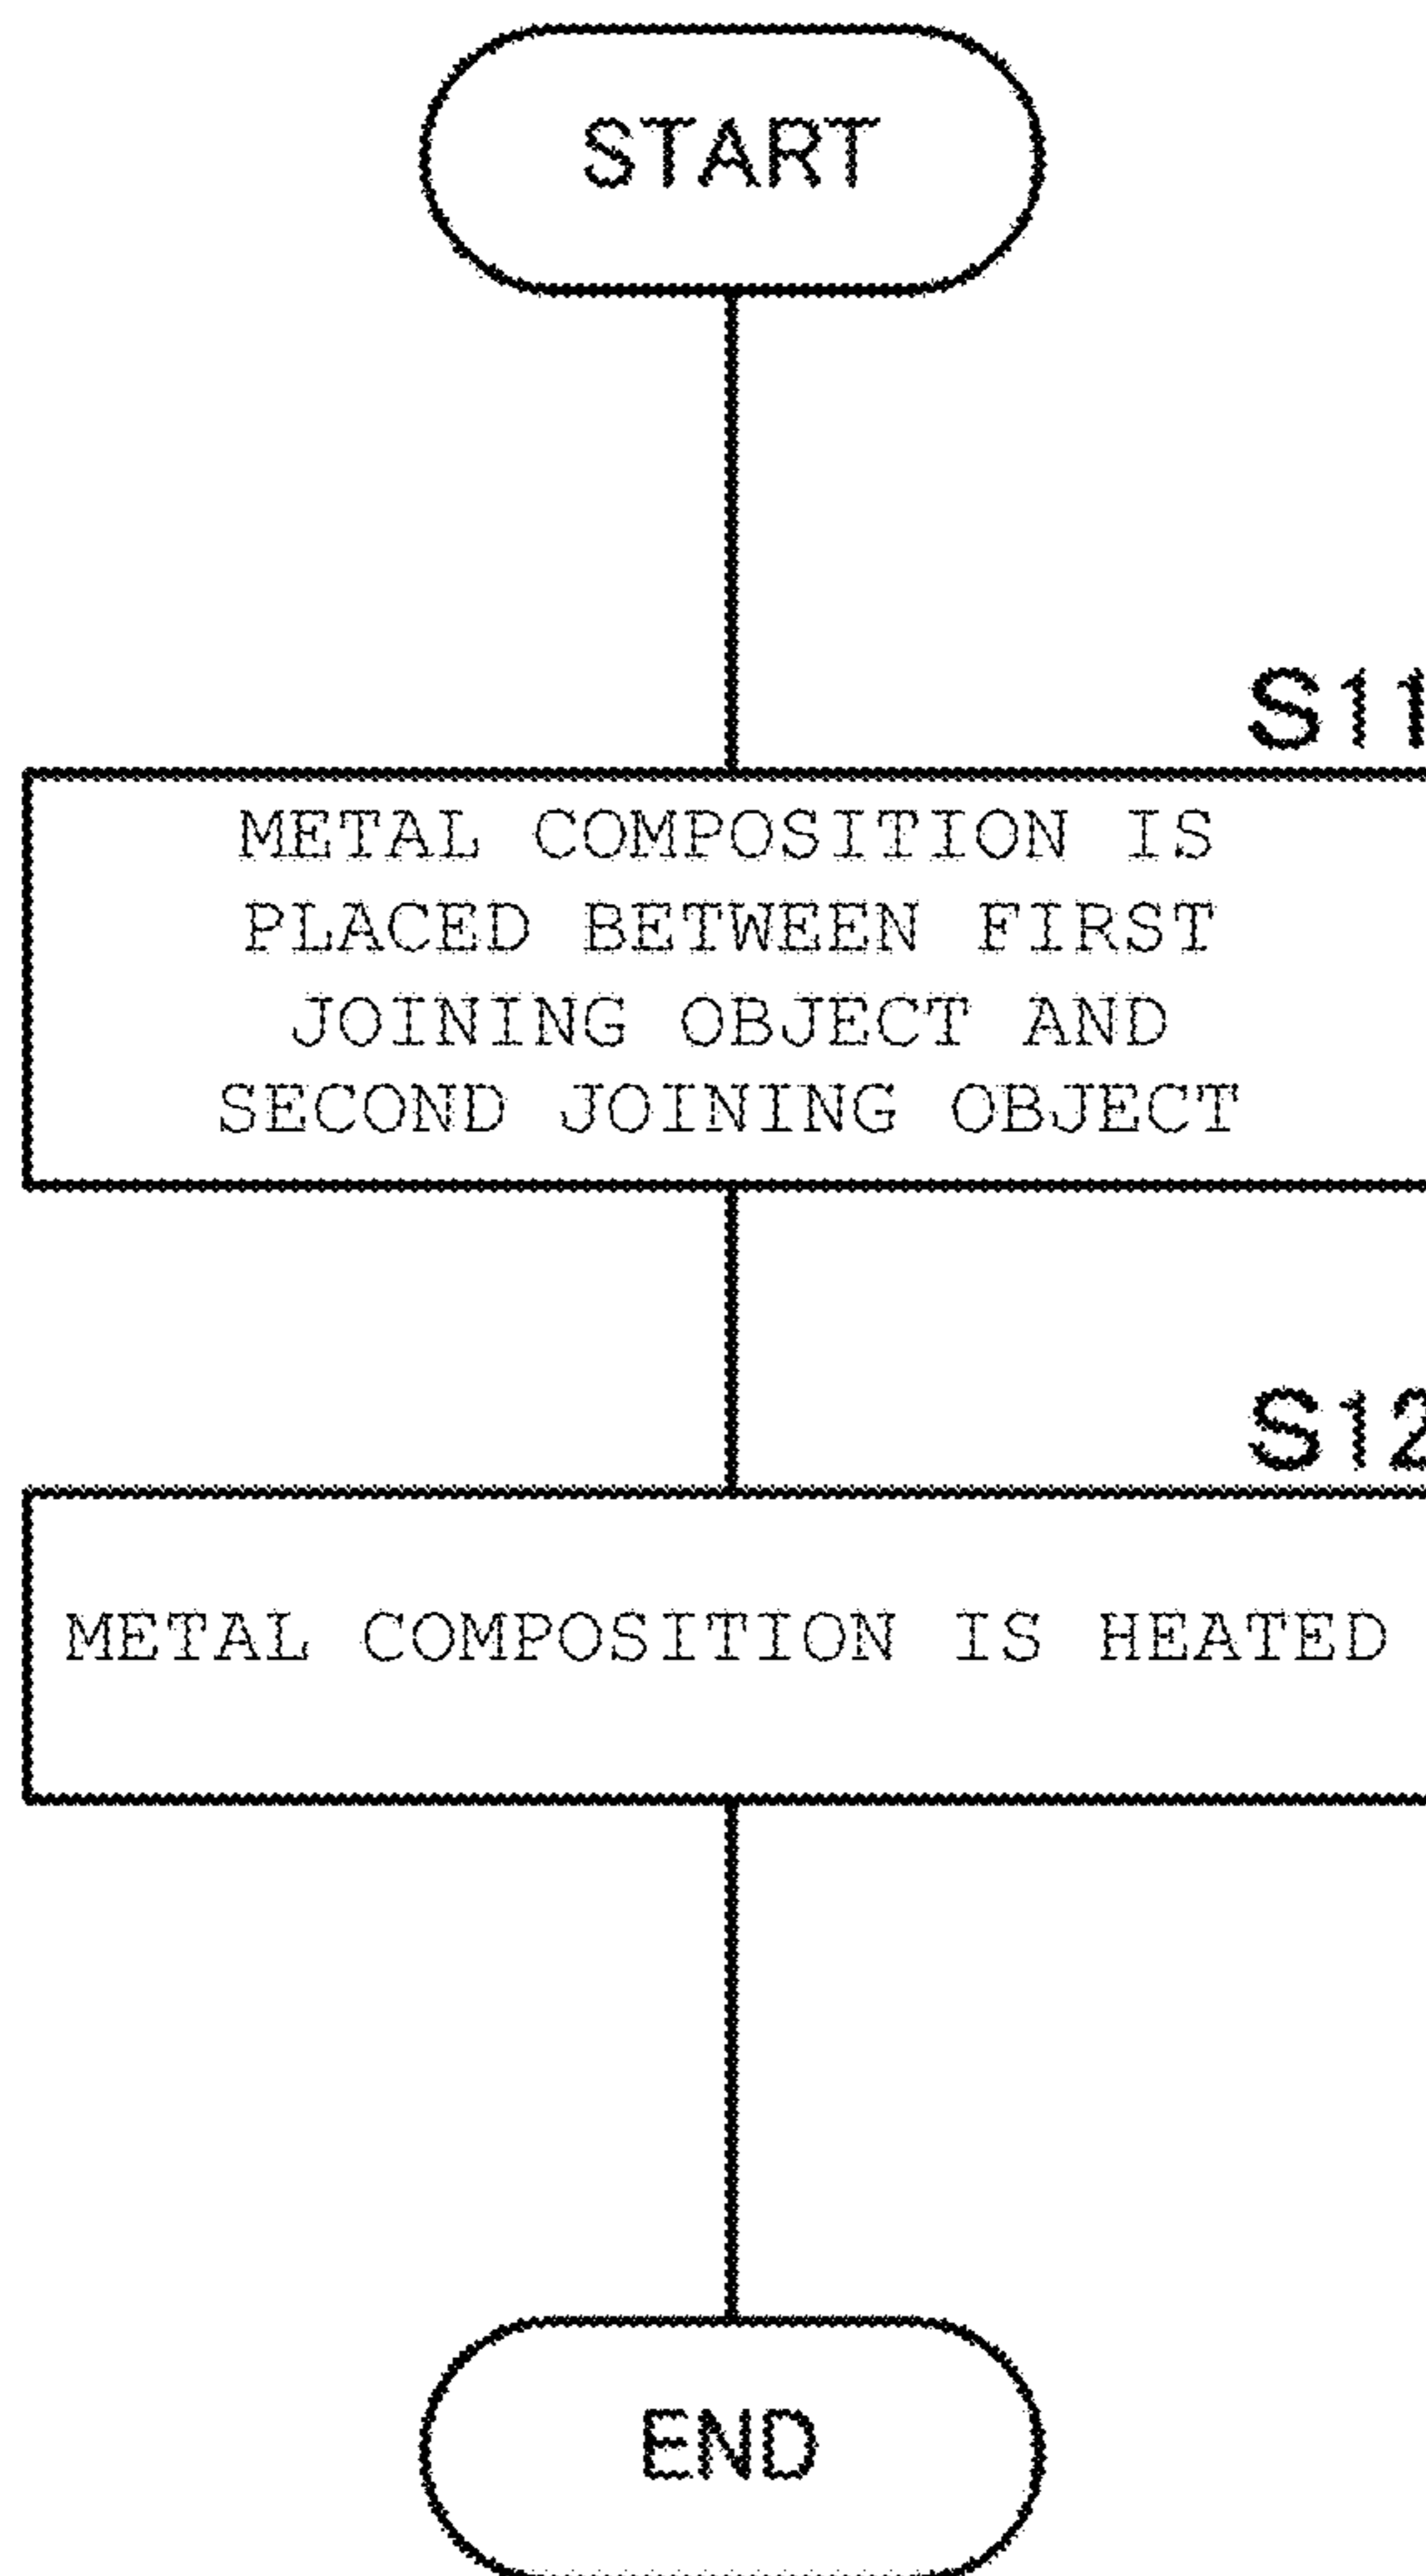 START
S11
METAL COMPOSITION IS
PLACED BETWEEN FIRST
JOINING OBJECT AND
SECOND JOINING OBJECT
S12
METAL COMPOSITION IS HEATED
END